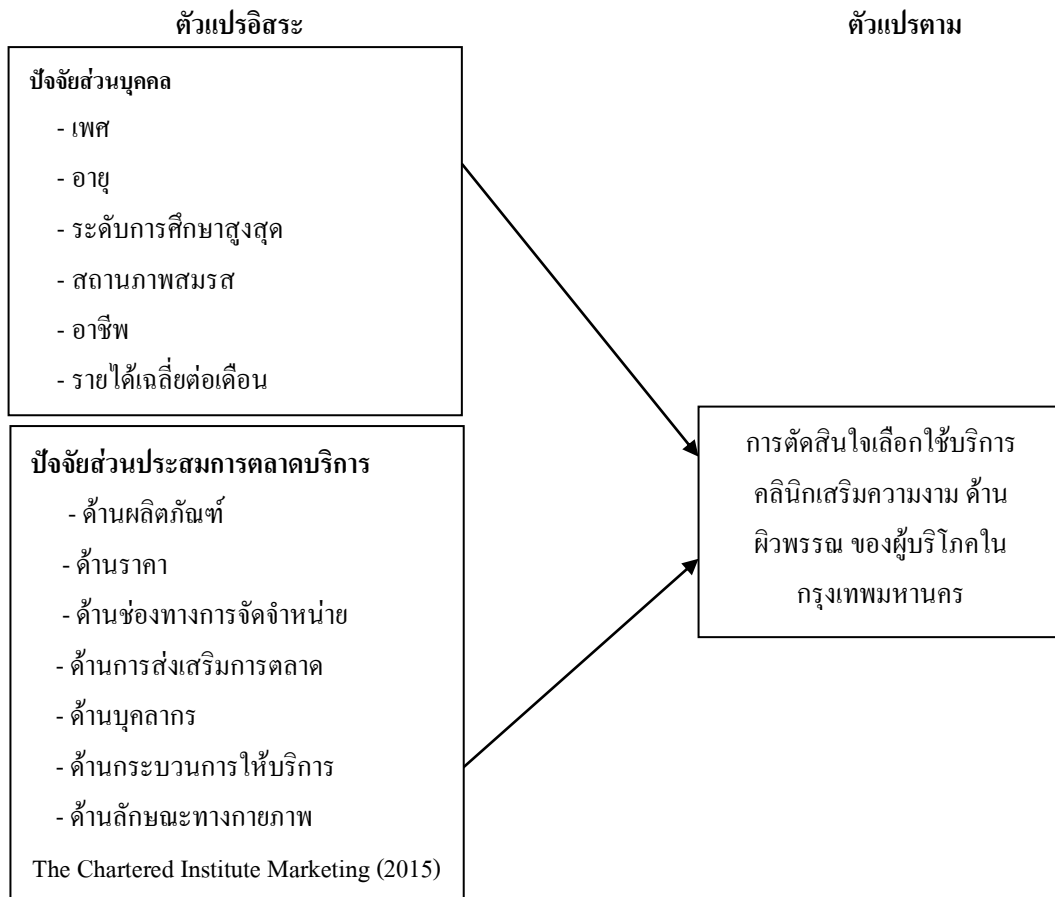 ตัวแปรอิสระ
ปัจจัยส่วนบุคคล
- เพศ
- อายุ
- ระดับการศึกษาสูงสุด
- สถานภาพสมรส
- อาชีพ
- รายได้เฉลี่ยต่อเดือน
ปัจจัยส่วนประสมการตลาดบริการ
- ด้านผลิตภัณฑ์
- ด้านราคา
- ด้านช่องทางการจัดจำหน่าย
- ด้านการส่งเสริมการตลาด
- ด้านบุคลากร
- ด้านกระบวนการให้บริการ
- ด้านลักษณะทางกายภาพ
The Chartered Institute Marketing (2015)
ตัวแปรตาม
การตัดสินใจเลือกใช้บริการ
คลินิกเสริมความงาม ด้าน
ผิวพรรณ ของผู้บริโภคใน
กรุงเทพมหานคร